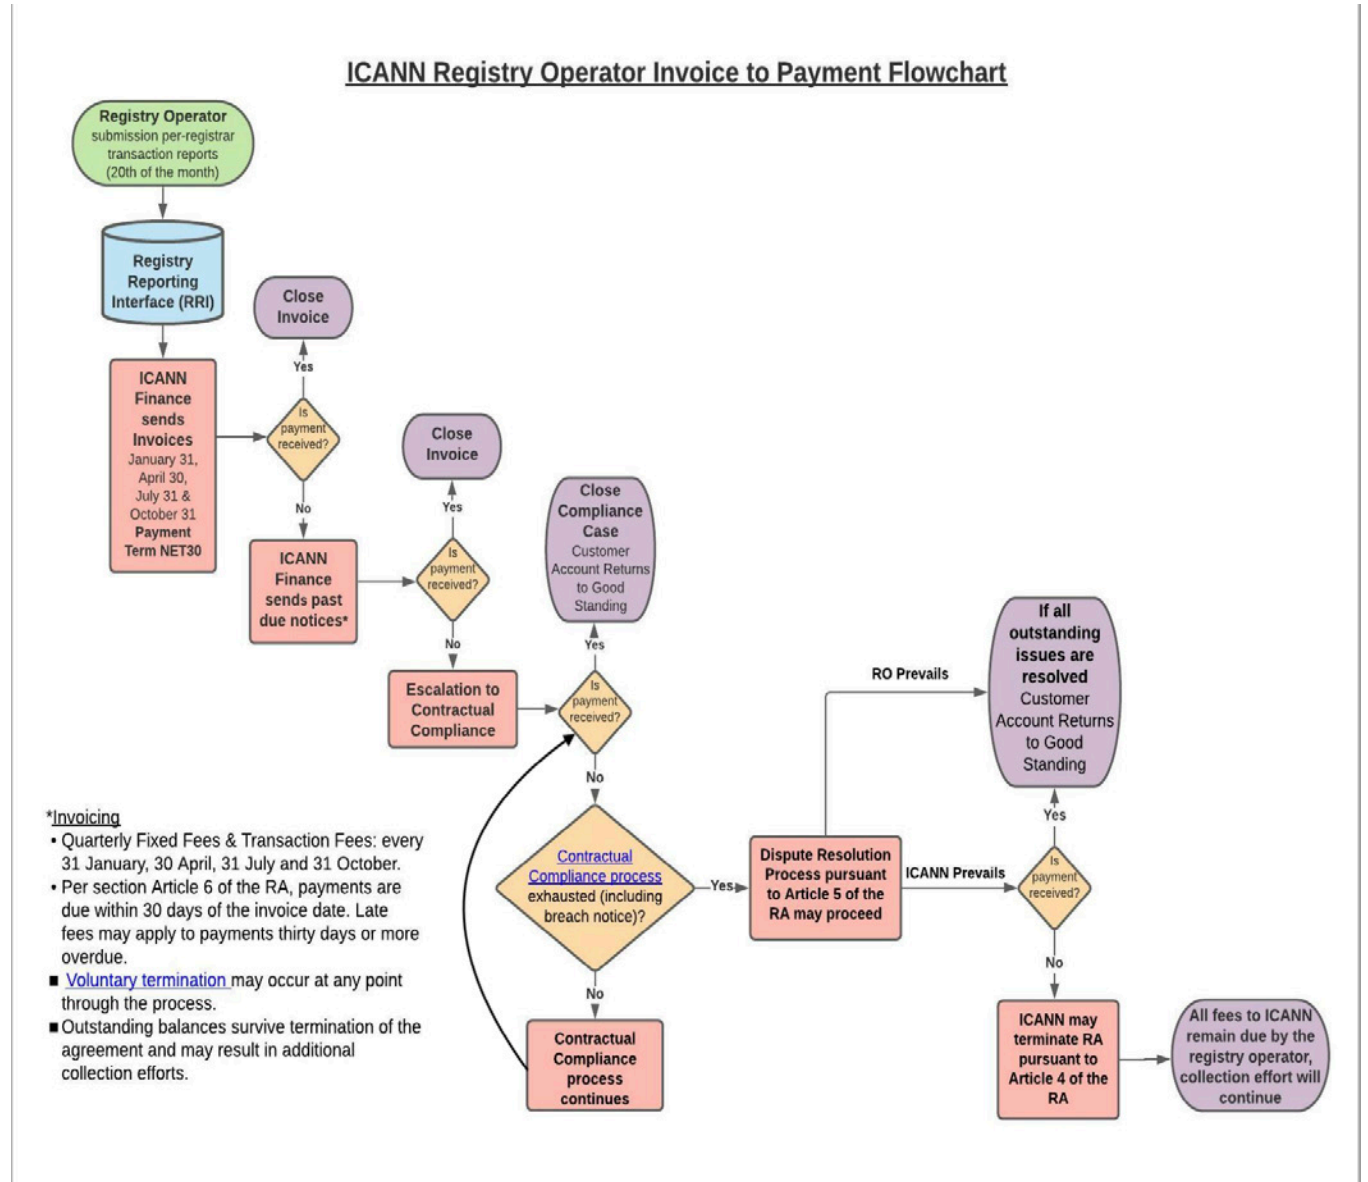 ICANN Registry Operator Invoice to Payment Flowchart
Registry Operator
submission per-registrar
transaction reports
(20th of the month)
Registry
Reporting
Interface (RRI)
ICANN
Finance
sends
Invoices
January 31,
April 30,
July 31 &
October 31
Payment
Term NET30
Is
payment
received?
Yes
Close
Invoice
No
ICANN
Finance
sends past
due notices*
Is
payment
received?
Yes
Close
Invoice
No
Escalation to
Contractual
Compliance
Is
payment
received?
Yes
Close
Compliance
Case
Customer
Account Returns
to Good
Standing
No
Contractual
Compliance process
exhausted (including
breach notice)?
No
Contractual
Compliance
process
continues
Yes
Dispute Resolution
Process pursuant
to Article 5 of the
RA may proceed
RO Prevails
If all
outstanding
issues are
resolved
Customer
Account Returns
to Good
Standing
ICANN Prevails
Is
payment
received?
Yes
No
ICANN may
terminate RA
pursuant to
Article 4 of the
RA
All fees to ICANN
remain due by the
registry operator,
collection effort will
continue
*Invoicing
• Quarterly Fixed Fees & Transaction Fees: every
31 January, 30 April, 31 July and 31 October.
• Per section Article 6 of the RA, payments are
due within 30 days of the invoice date. Late
fees may apply to payments thirty days or more
overdue.
■ Voluntary termination may occur at any point
through the process.
■ Outstanding balances survive termination of the
agreement and may result in additional
collection efforts.